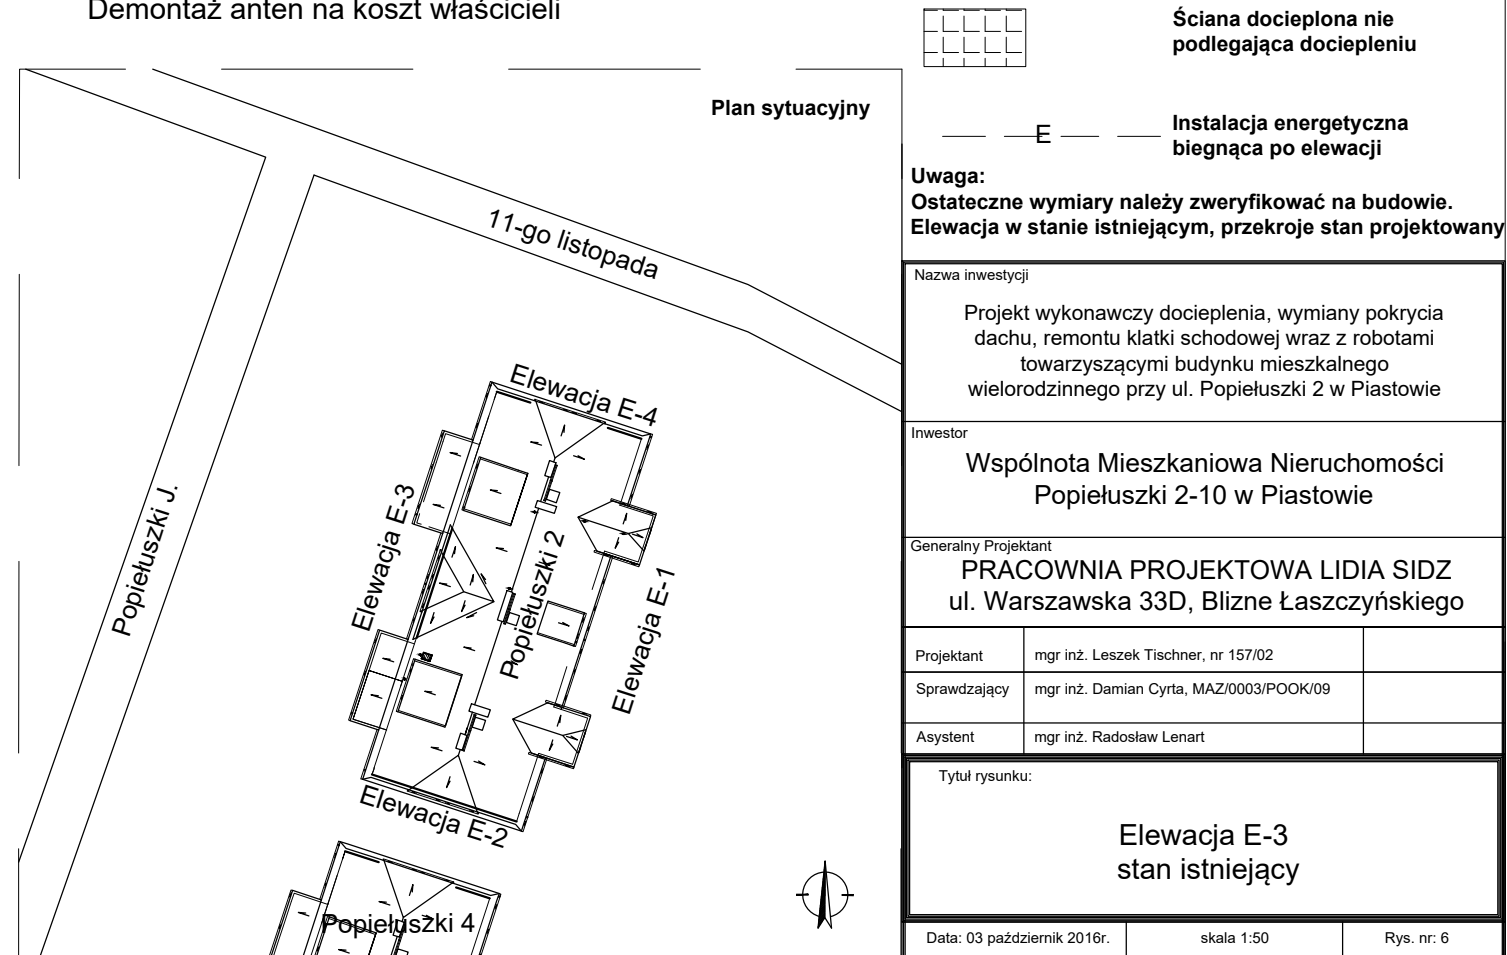 Demontaż anten na koszt właścicieli
Plan sytuacyjny
11-go listopada
Popiełuszki J.
Elewacja E-4
Elewacja E-3
Popiełuszki 2
Elewacja E-1
Elewacja E-2
Popiełuszki 4
Ściana docieplona nie
podlegająca dociepleniu
E
Instalacja energetyczna
biegnąca po elewacji
Uwaga:
Ostateczne wymiary należy zweryfikować na budowie.
Elewacja w stanie istniejącym, przekroje stan projektowany
Nazwa inwestycji
Projekt wykonawczy docieplenia, wymiany pokrycia
dachu, remontu klatki schodowej wraz z robotami
towarzyszącymi budynku mieszkalnego
wielorodzinnego przy ul. Popiełuszki 2 w Piastowie
Inwestor
Wspólnota Mieszkaniowa Nieruchomości
Popiełuszki 2-10 w Piastowie
Generalny Projektant
PRACOWNIA PROJEKTOWA LIDIA SIDZ
ul. Warszawska 33D, Blizne Łaszczyńskiego
Projektant mgr inż. Leszek Tischner, nr 157/02
Sprawdzający mgr inż. Damian Cyrta, MAZ/0003/POOK/09
Asystent mgr inż. Radosław Lenart
Tytuł rysunku:
Elewacja E-3
stan istniejący
Data: 03 październik 2016r. skala 1:50 Rys. nr: 6